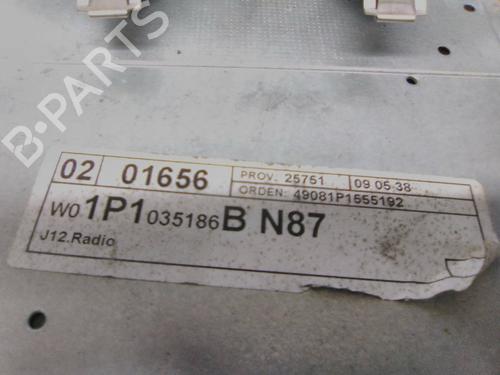 B-PARTS
02 01656 PROV. 25751 09 05 38
ORDEN: 49081P1555192
W0 1P1 035186 B N87
J12.Radio